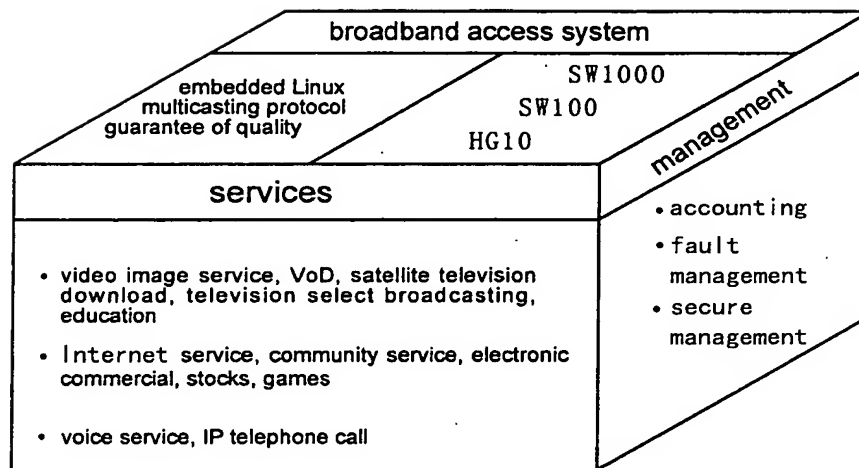 broadband access system
embedded Linux
multicasting protocol
guarantee of quality
SW1000
SW100
HG10
management
services
• accounting
• fault
management
• secure
management
• video image service, VoD, satellite television
download, television select broadcasting,
education
• Internet service, community service, electronic
commercial, stocks, games
• voice service, IP telephone call